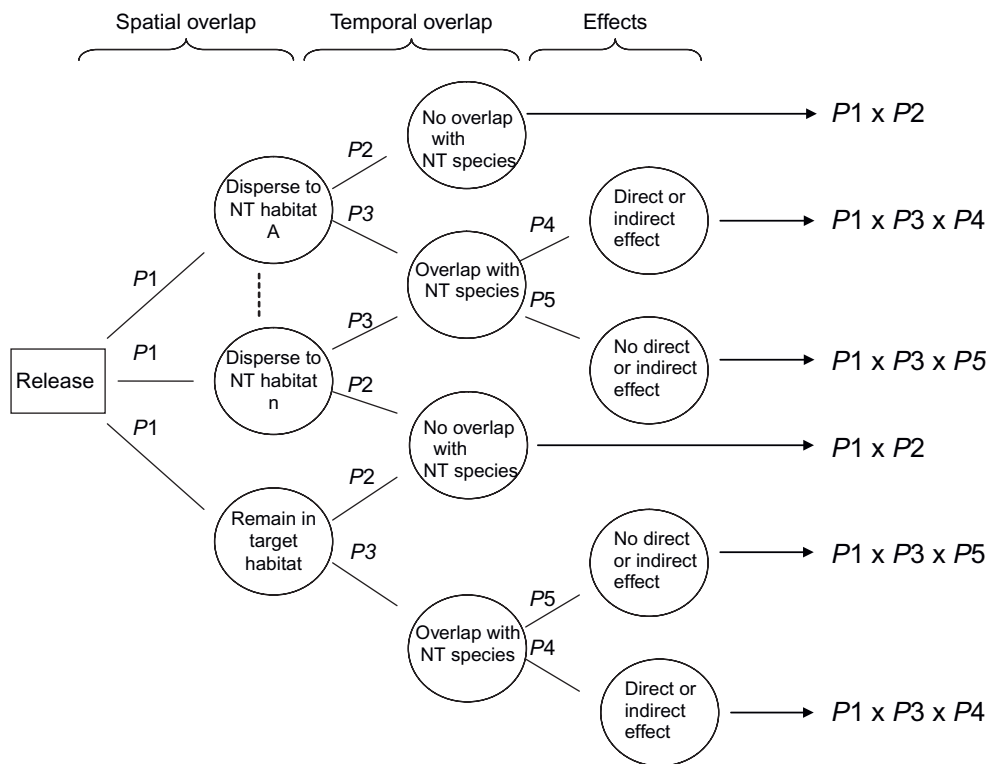 Spatial overlap
Temporal overlap
Effects
No overlap
with
NT species
P1 x P2
P2
Disperse to
NT habitat
A
P3
Direct or
indirect
effect
P1 x P3 x P4
P4
Overlap with
NT species
P1
P5
P3
No direct
or indirect
effect
P1 x P3 x P5
P1
Disperse to
NT habitat
n
Release
P2
P1
No overlap
with
NT species
P1 x P2
P2
Remain in
target
habitat
No direct
or indirect
effect
P1 x P3 x P5
P3
P5
Overlap with
NT species
P4
Direct or
indirect
effect
P1 x P3 x P4